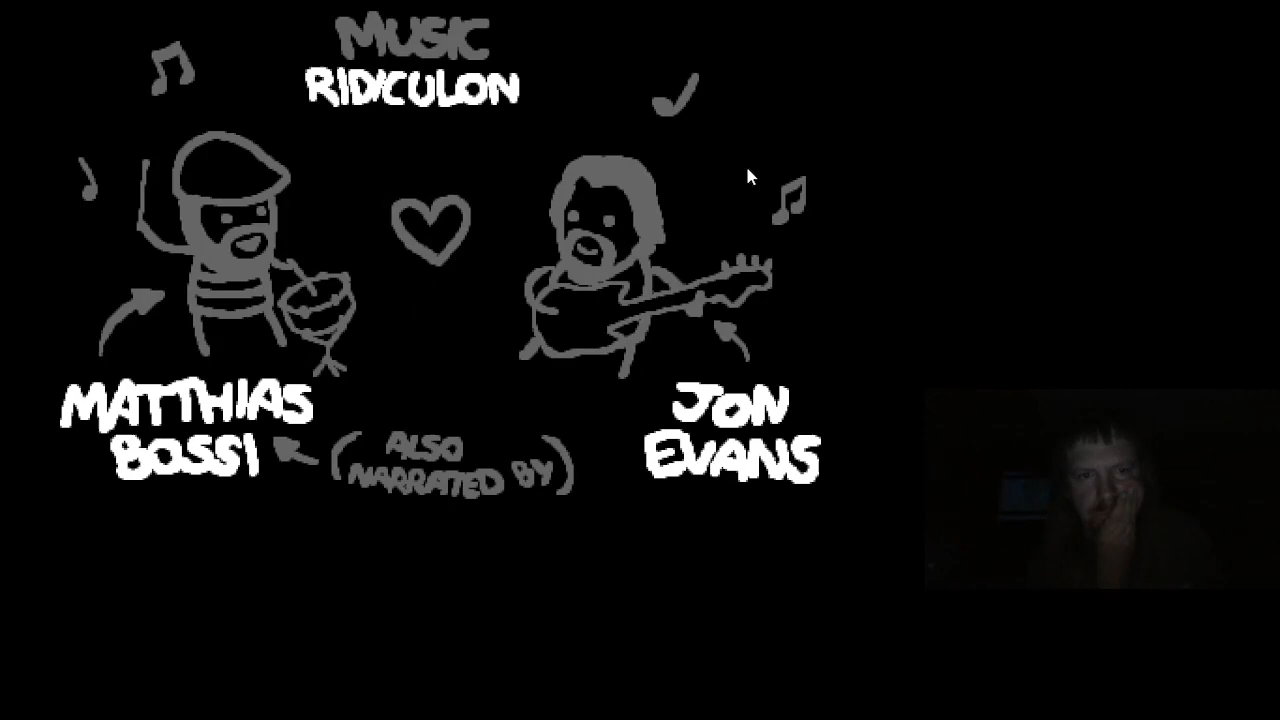 MUSIC
RIDICULON
MATTHIAS
BOSSI
(ALSO
NARRATED BY)
JON
EVANS